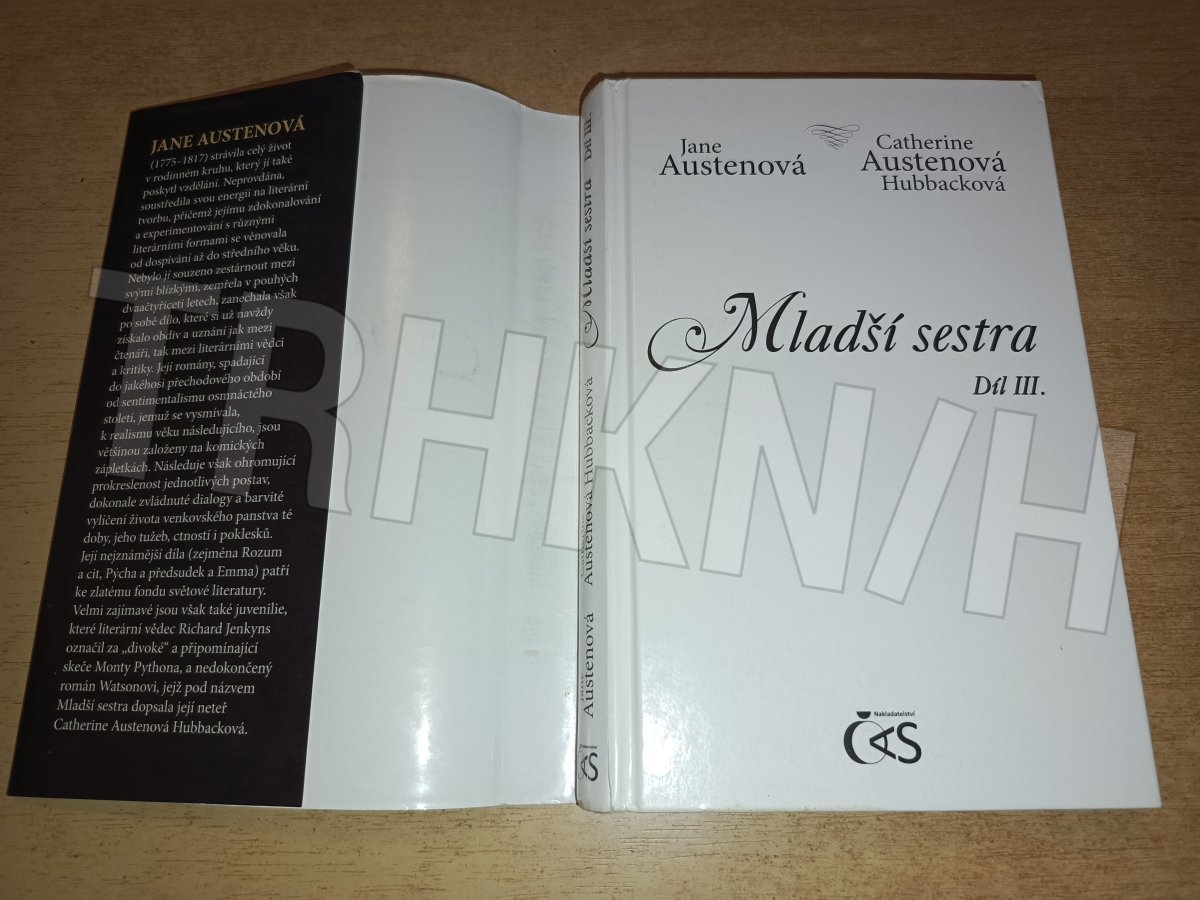 JANE AUSTENOVÁ
(1775–1817) strávila celý život
v rodinném kruhu, který jí také
poskytl vzdělání. Neprovdána,
soustředila svou energii na literární
tvorbu, přičemž jejímu zdokonalování
a experimentování s různými
literárními formami se věnovala
od dospívání až do středního věku.
Nebylo jí souzeno zestárnout mezi
svými blízkými, zemřela v pouhých
dvaačtyřiceti letech, zanechala však
po sobě dílo, které si už navždy
získalo obdiv a uznání jak mezi
čtenáři, tak mezi literárními vědci
a kritiky. Její romány, spadající
do jakéhosi přechodového období
od sentimentalismu osmnáctého
století, jemuž se vysmívala,
k realismu věku následujícího, jsou
většinou založeny na komických
zápletkách. Následuje však ohromující
prokreslenost jednotlivých postav,
dokonale zvládnuté dialogy a barvité
vylíčení života venkovského panstva té
doby, jeho tužeb, ctností i poklesků.
Její nejznámější díla (zejména Rozum
a cit, Pýcha a předsudek a Emma) patří
ke zlatému fondu světové literatury.
Velmi zajímavé jsou však také juvenilie,
které literární vědec Richard Jenkyns
označil za „divoké“ a připomínající
skeče Monty Pythona, a nedokončený
román Watsonovi, jejž pod názvem
Mladší sestra dopsala její neteř
Catherine Austenová Hubbacková.
Jane
Austenová
Catherine
Austenová Hubbacková
Mladší sestra Díl III.
Nakladatelství
ČAS
Jane
Austenová
Catherine
Austenová
Hubbacková
Mladší sestra
Díl III.
Nakladatelství
ČAS
TRHKNIH